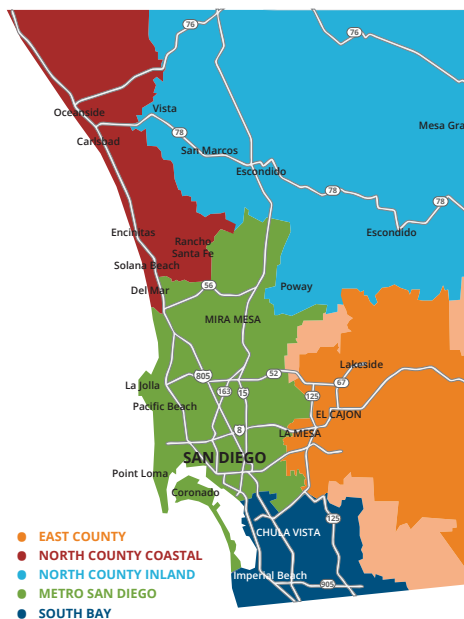 76
76
Oceanside
Vista
Carlsbad
78
San Marcos
Mesa Gra
Escondido
78
78
Encinitas
Rancho
Santa Fe
Escondido
Solana Beach
Del Mar
56
Poway
MIRA MESA
Lakeside
805
52
67
La Jolla
163
15
125
Pacific Beach
EL CAJON
8
LA MESA
SAN DIEGO
Point Loma
Coronado
125
CHULA VISTA
Imperial Beach
905
EAST COUNTY
NORTH COUNTY COASTAL
NORTH COUNTY INLAND
METRO SAN DIEGO
SOUTH BAY